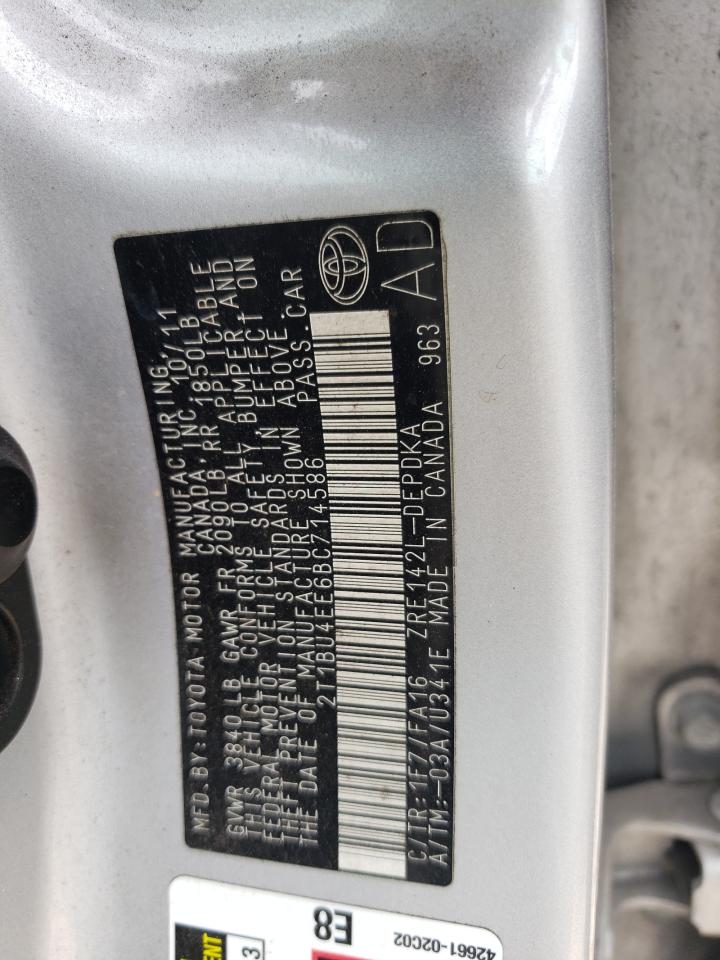 MFD. BY: TOYOTA MOTOR MANUFACTURING
CANADA, INC. 10/11
GVWR 3840 LB GAWR FR 2090LB RR 1850LB
THIS VEHICLE CONFORMS TO ALL APPLICABLE
FEDERAL MOTOR VEHICLE SAFETY, BUMPER AND
THEFT PREVENTION STANDARDS IN EFFECT ON
THE DATE OF MANUFACTURE SHOWN ABOVE
2T1BU4EE6BC714586 PASS.CAR
C/TR:1F7/FA16 ZRE142L-DEPDKA
A/TM:-03A/U341E MADE IN CANADA 963
AD
E8
42661-02C02
3